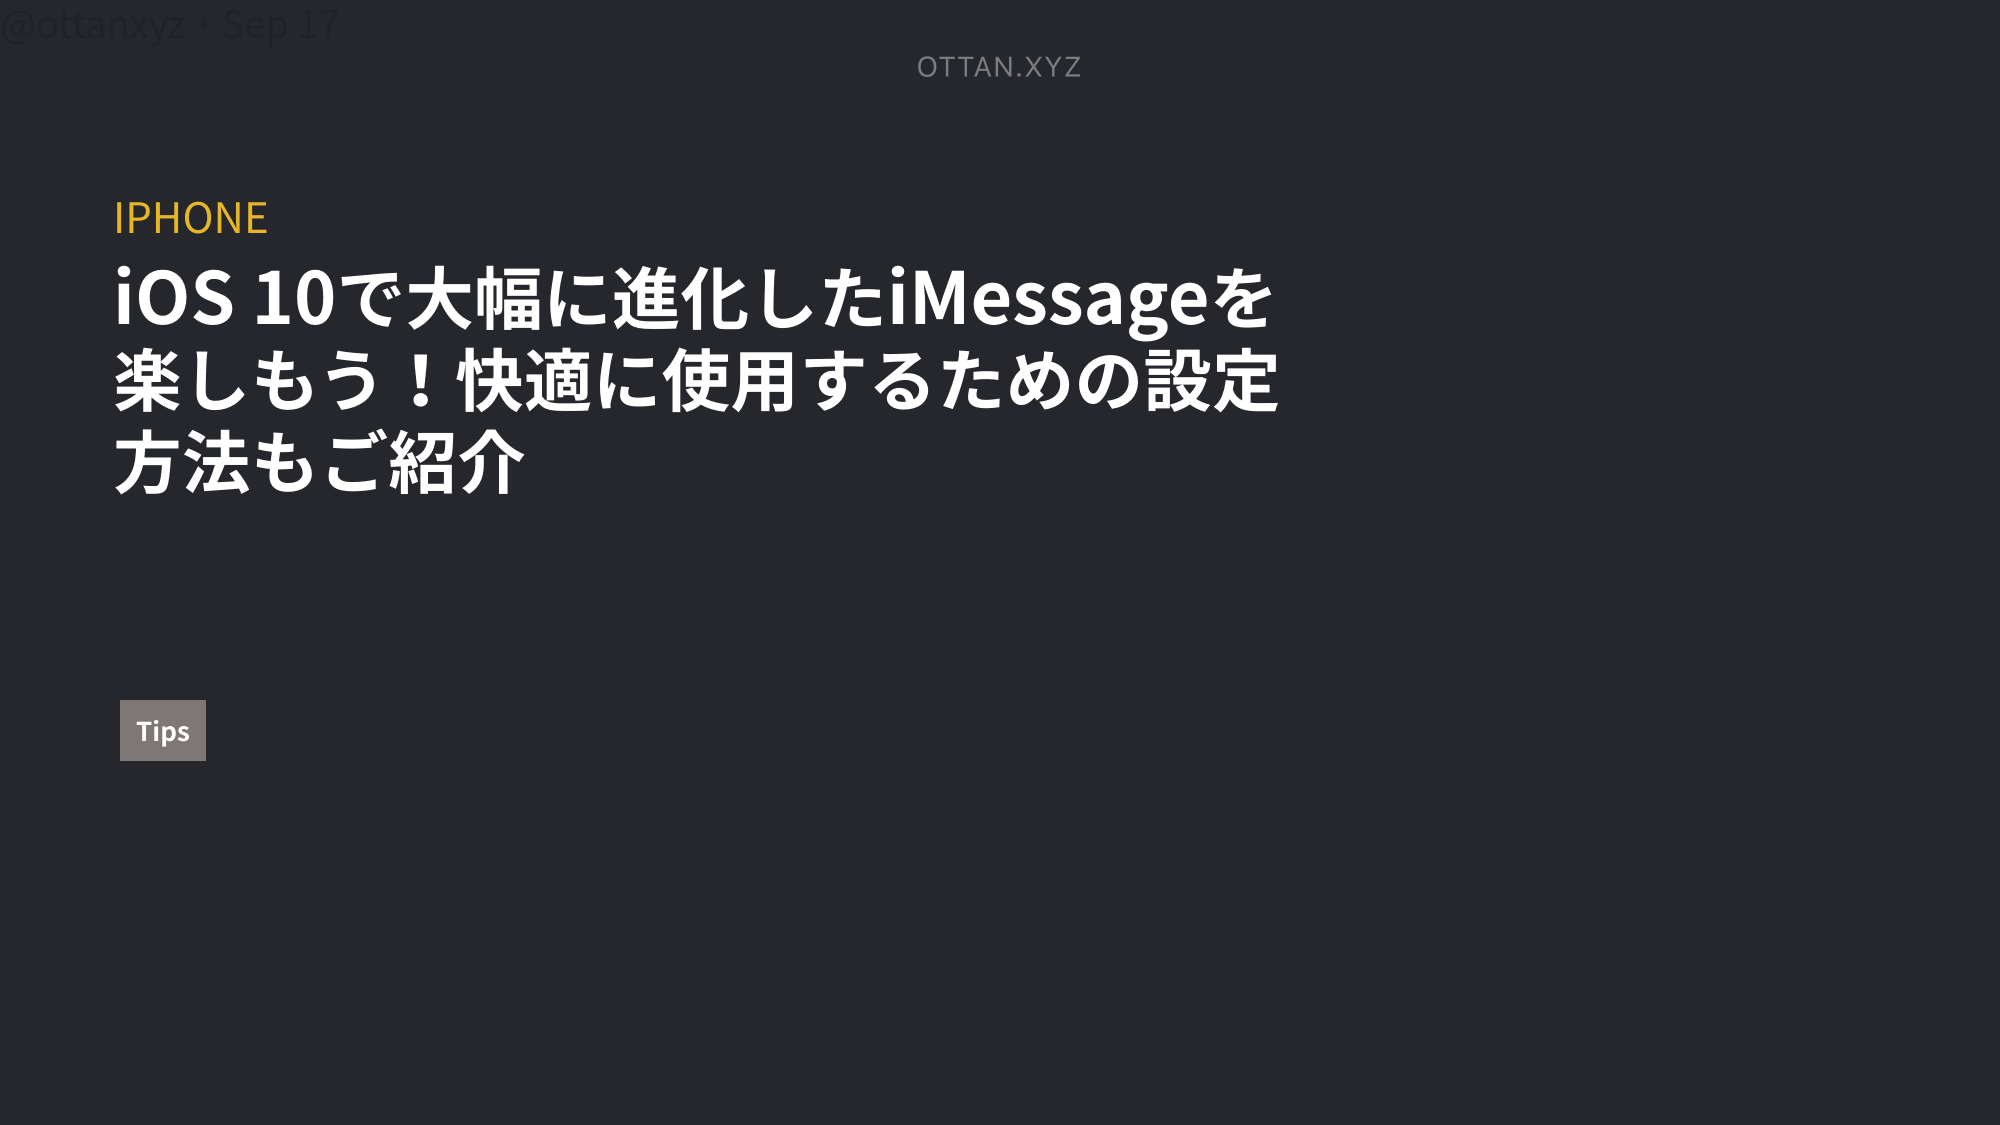 @ottanxyz・Sep 17
OTTAN.XYZ
IPHONE
iOS 10で大幅に進化したiMessageを
楽しもう！快適に使用するための設定
方法もご紹介
Tips